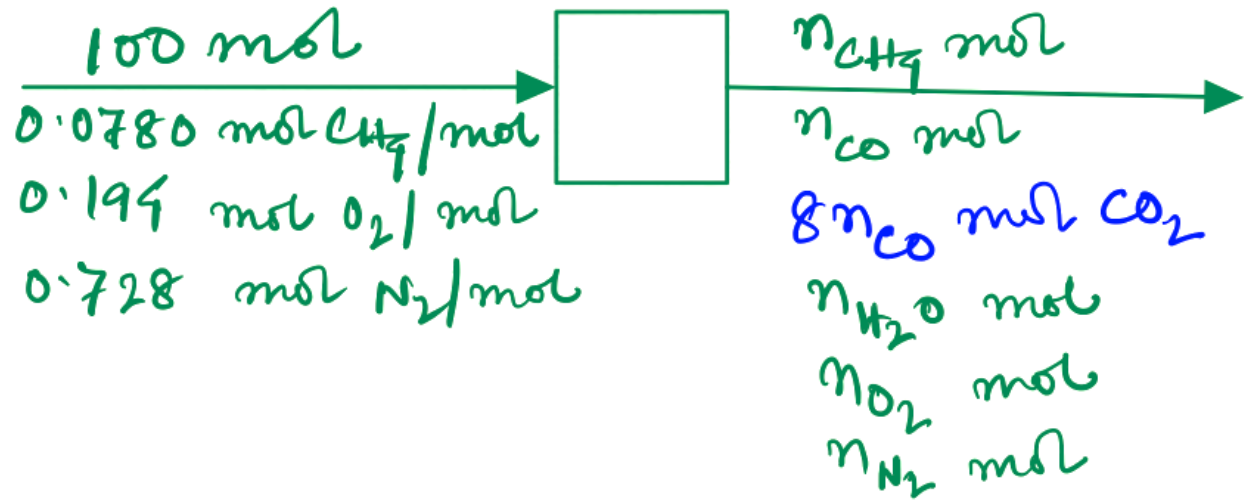 100 mol
0.0780 mol CH4/mol
0.194 mol O2/mol
0.728 mol N2/mol
nCH4 mol
nCO mol
8nCO mol CO2
nH2O mol
nO2 mol
nN2 mol